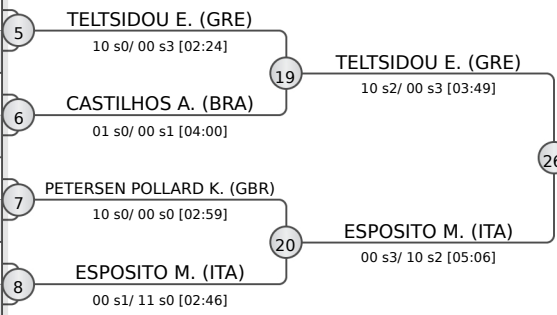 5
TELTSIDOU E. (GRE)
10 s0/ 00 s3 [02:24]
19
TELTSIDOU E. (GRE)
10 s2/ 00 s3 [03:49]
6
CASTILHOS A. (BRA)
01 s0/ 00 s1 [04:00]
26
7
PETERSEN POLLARD K. (GBR)
10 s0/ 00 s0 [02:59]
20
ESPOSITO M. (ITA)
00 s3/ 10 s2 [05:06]
8
ESPOSITO M. (ITA)
00 s1/ 11 s0 [02:46]